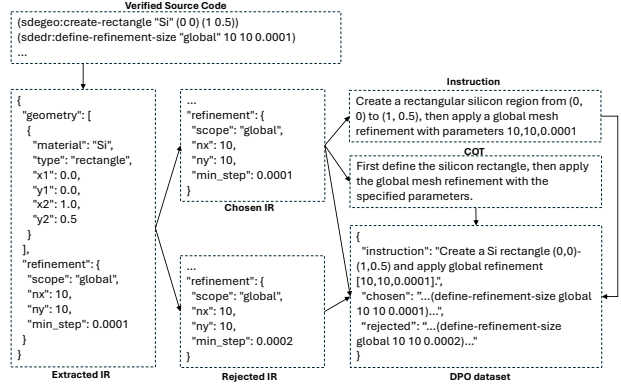 Verified Source Code
(sdegeo:create-rectangle "Si" (0 0) (1 0.5))
(sdedr:define-refinement-size "global" 10 10 0.0001)
...
{
"geometry": [
{
"material": "Si",
"type": "rectangle",
"x1": 0.0,
"y1": 0.0,
"x2": 1.0,
"y2": 0.5
}
],
"refinement": {
"scope": "global",
"nx": 10,
"ny": 10,
"min_step": 0.0001
}
}
Extracted IR
...
"refinement": {
"scope": "global",
"nx": 10,
"ny": 10,
"min_step": 0.0001
}
Chosen IR
...
"refinement": {
"scope": "global",
"nx": 10,
"ny": 10,
"min_step": 0.0002
}
}
Rejected IR
Instruction
Create a rectangular silicon region from (0,
0) to (1, 0.5), then apply a global mesh
refinement with parameters 10,10,0.0001
COT
First define the silicon rectangle, then apply
the global mesh refinement with the
specified parameters.
{
"instruction": "Create a Si rectangle (0,0)-
(1,0.5) and apply global refinement
[10,10,0.0001].",
"chosen": "...(define-refinement-size global
10 10 0.0001)...",
"rejected": "...(define-refinement-size
global 10 10 0.0002)..."
}
DPO dataset